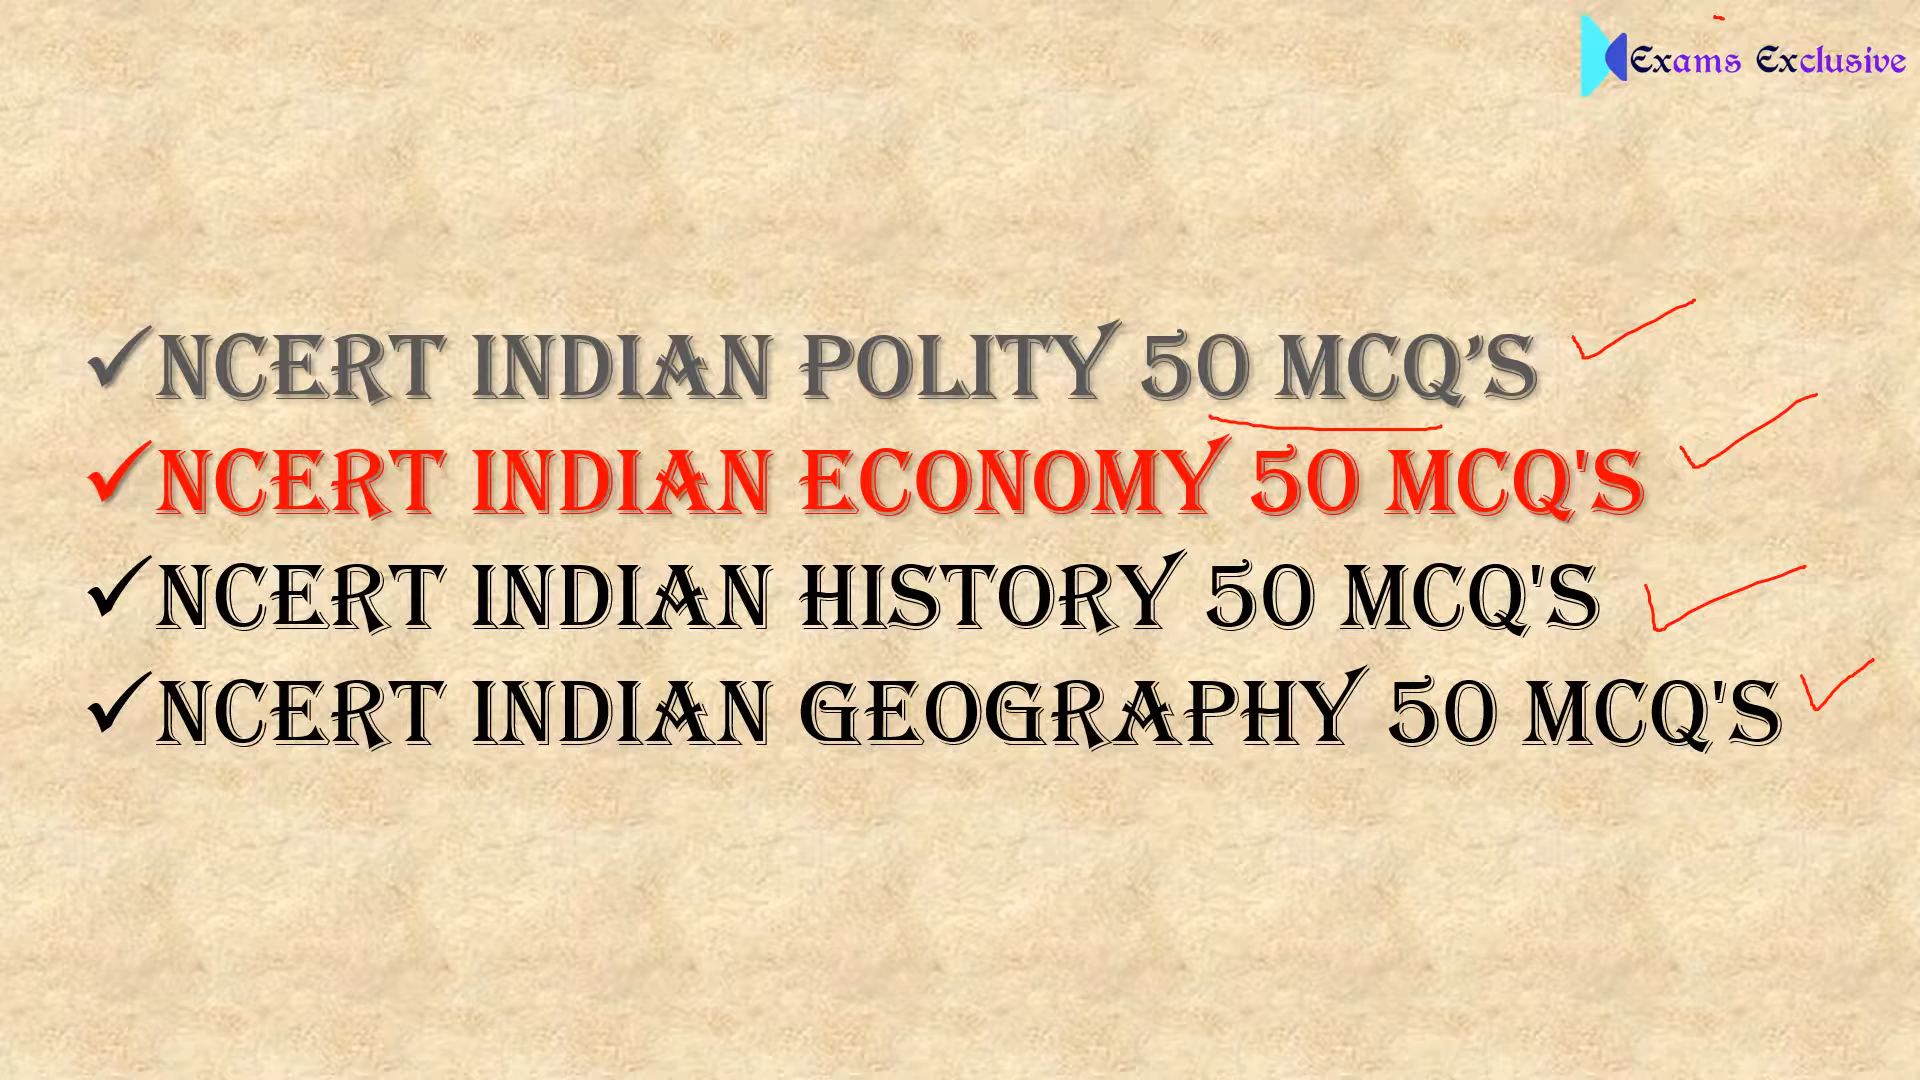 Exams Exclusive
✓NCERT INDIAN POLITY 50 MCQ’S
✓NCERT INDIAN ECONOMY 50 MCQ'S
✓NCERT INDIAN HISTORY 50 MCQ'S
✓NCERT INDIAN GEOGRAPHY 50 MCQ'S